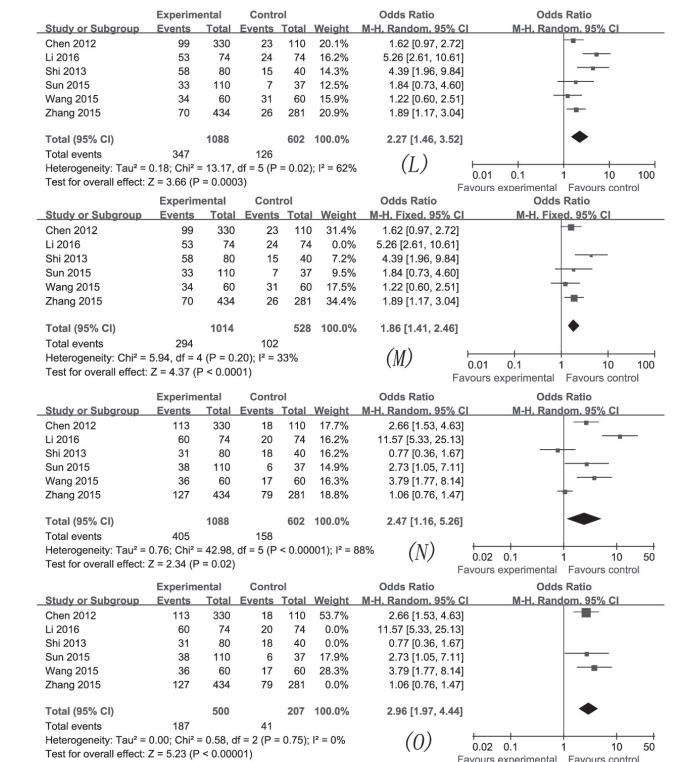 Experimental Control Odds Ratio Odds Ratio
Study or Subgroup Events Total Events Total Weight M-H. Random. 95% CI M-H. Random. 95% CI
Chen 2012 99 330 23 110 20.1% 1.62 [0.97, 2.72]
Li 2016 53 74 24 74 16.2% 5.26 [2.61, 10.61]
Shi 2013 58 80 15 40 14.3% 4.39 [1.96, 9.84]
Sun 2015 33 110 7 37 12.5% 1.84 [0.73, 4.60]
Wang 2015 34 60 31 60 15.9% 1.22 [0.60, 2.51]
Zhang 2015 70 434 26 281 20.9% 1.89 [1.17, 3.04]
Total (95% CI) 1088 602 100.0% 2.27 [1.46, 3.52]
Total events 347 126
Heterogeneity: Tau² = 0.18; Chi² = 13.17, df = 5 (P = 0.02); I² = 62%
Test for overall effect: Z = 3.66 (P = 0.0003)
(L)
0.01 0.1 1 10 100
Favours experimental Favours control
Experimental Control Odds Ratio Odds Ratio
Study or Subgroup Events Total Events Total Weight M-H. Fixed. 95% CI M-H. Fixed. 95% CI
Chen 2012 99 330 23 110 31.4% 1.62 [0.97, 2.72]
Li 2016 53 74 24 74 0.0% 5.26 [2.61, 10.61]
Shi 2013 58 80 15 40 7.2% 4.39 [1.96, 9.84]
Sun 2015 33 110 7 37 9.5% 1.84 [0.73, 4.60]
Wang 2015 34 60 31 60 17.5% 1.22 [0.60, 2.51]
Zhang 2015 70 434 26 281 34.4% 1.89 [1.17, 3.04]
Total (95% CI) 1014 528 100.0% 1.86 [1.41, 2.46]
Total events 294 102
Heterogeneity: Chi² = 5.94, df = 4 (P = 0.20); I² = 33%
Test for overall effect: Z = 4.37 (P < 0.0001)
(M)
0.01 0.1 1 10 100
Favours experimental Favours control
Experimental Control Odds Ratio Odds Ratio
Study or Subgroup Events Total Events Total Weight M-H. Random. 95% CI M-H. Random. 95% CI
Chen 2012 113 330 18 110 17.7% 2.66 [1.53, 4.63]
Li 2016 60 74 20 74 16.2% 11.57 [5.33, 25.13]
Shi 2013 31 80 18 40 16.2% 0.77 [0.36, 1.67]
Sun 2015 38 110 6 37 14.9% 2.73 [1.05, 7.11]
Wang 2015 36 60 17 60 16.3% 3.79 [1.77, 8.14]
Zhang 2015 127 434 79 281 18.8% 1.06 [0.76, 1.47]
Total (95% CI) 1088 602 100.0% 2.47 [1.16, 5.26]
Total events 405 158
Heterogeneity: Tau² = 0.76; Chi² = 42.98, df = 5 (P < 0.00001); I² = 88%
Test for overall effect: Z = 2.34 (P = 0.02)
(N)
0.02 0.1 1 10 50
Favours experimental Favours control
Experimental Control Odds Ratio Odds Ratio
Study or Subgroup Events Total Events Total Weight M-H. Random. 95% CI M-H. Random. 95% CI
Chen 2012 113 330 18 110 53.7% 2.66 [1.53, 4.63]
Li 2016 60 74 20 74 0.0% 11.57 [5.33, 25.13]
Shi 2013 31 80 18 40 0.0% 0.77 [0.36, 1.67]
Sun 2015 38 110 6 37 17.9% 2.73 [1.05, 7.11]
Wang 2015 36 60 17 60 28.3% 3.79 [1.77, 8.14]
Zhang 2015 127 434 79 281 0.0% 1.06 [0.76, 1.47]
Total (95% CI) 500 207 100.0% 2.96 [1.97, 4.44]
Total events 187 41
Heterogeneity: Tau² = 0.00; Chi² = 0.58, df = 2 (P = 0.75); I² = 0%
Test for overall effect: Z = 5.23 (P < 0.00001)
(O)
0.02 0.1 1 10 50
Favours experimental Favours control